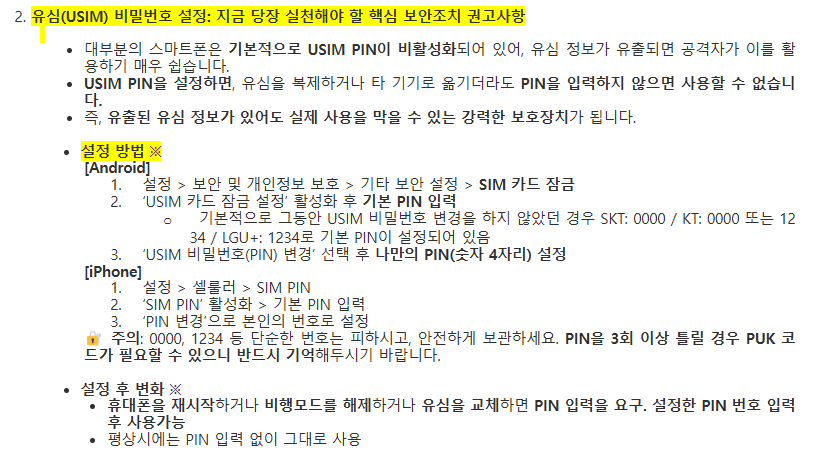 2. 유심(USIM) 비밀번호 설정: 지금 당장 실천해야 할 핵심 보안조치 권고사항
• 대부분의 스마트폰은 기본적으로 USIM PIN이 비활성화되어 있어, 유심 정보가 유출되면 공격자가 이를 활
용하기 매우 쉽습니다.
• USIM PIN을 설정하면, 유심을 복제하거나 타 기기로 옮기더라도 PIN을 입력하지 않으면 사용할 수 없습니
다.
• 즉, 유출된 유심 정보가 있어도 실제 사용을 막을 수 있는 강력한 보호장치가 됩니다.
• 설정 방법 ※
[Android]
1. 설정 > 보안 및 개인정보 보호 > 기타 보안 설정 > SIM 카드 잠금
2. ‘USIM 카드 잠금 설정’ 활성화 후 기본 PIN 입력
o 기본적으로 그동안 USIM 비밀번호 변경을 하지 않았던 경우 SKT: 0000 / KT: 0000 또는 12
34 / LGU+: 1234로 기본 PIN이 설정되어 있음
3. ‘USIM 비밀번호(PIN) 변경’ 선택 후 나만의 PIN(숫자 4자리) 설정
[iPhone]
1. 설정 > 셀룰러 > SIM PIN
2. ‘SIM PIN’ 활성화 > 기본 PIN 입력
3. ‘PIN 변경’으로 본인의 번호로 설정
🔐 주의: 0000, 1234 등 단순한 번호는 피하시고, 안전하게 보관하세요. PIN을 3회 이상 틀릴 경우 PUK 코
드가 필요할 수 있으니 반드시 기억해두시기 바랍니다.
• 설정 후 변화 ※
• 휴대폰을 재시작하거나 비행모드를 해제하거나 유심을 교체하면 PIN 입력을 요구. 설정한 PIN 번호 입력
후 사용가능
• 평상시에는 PIN 입력 없이 그대로 사용